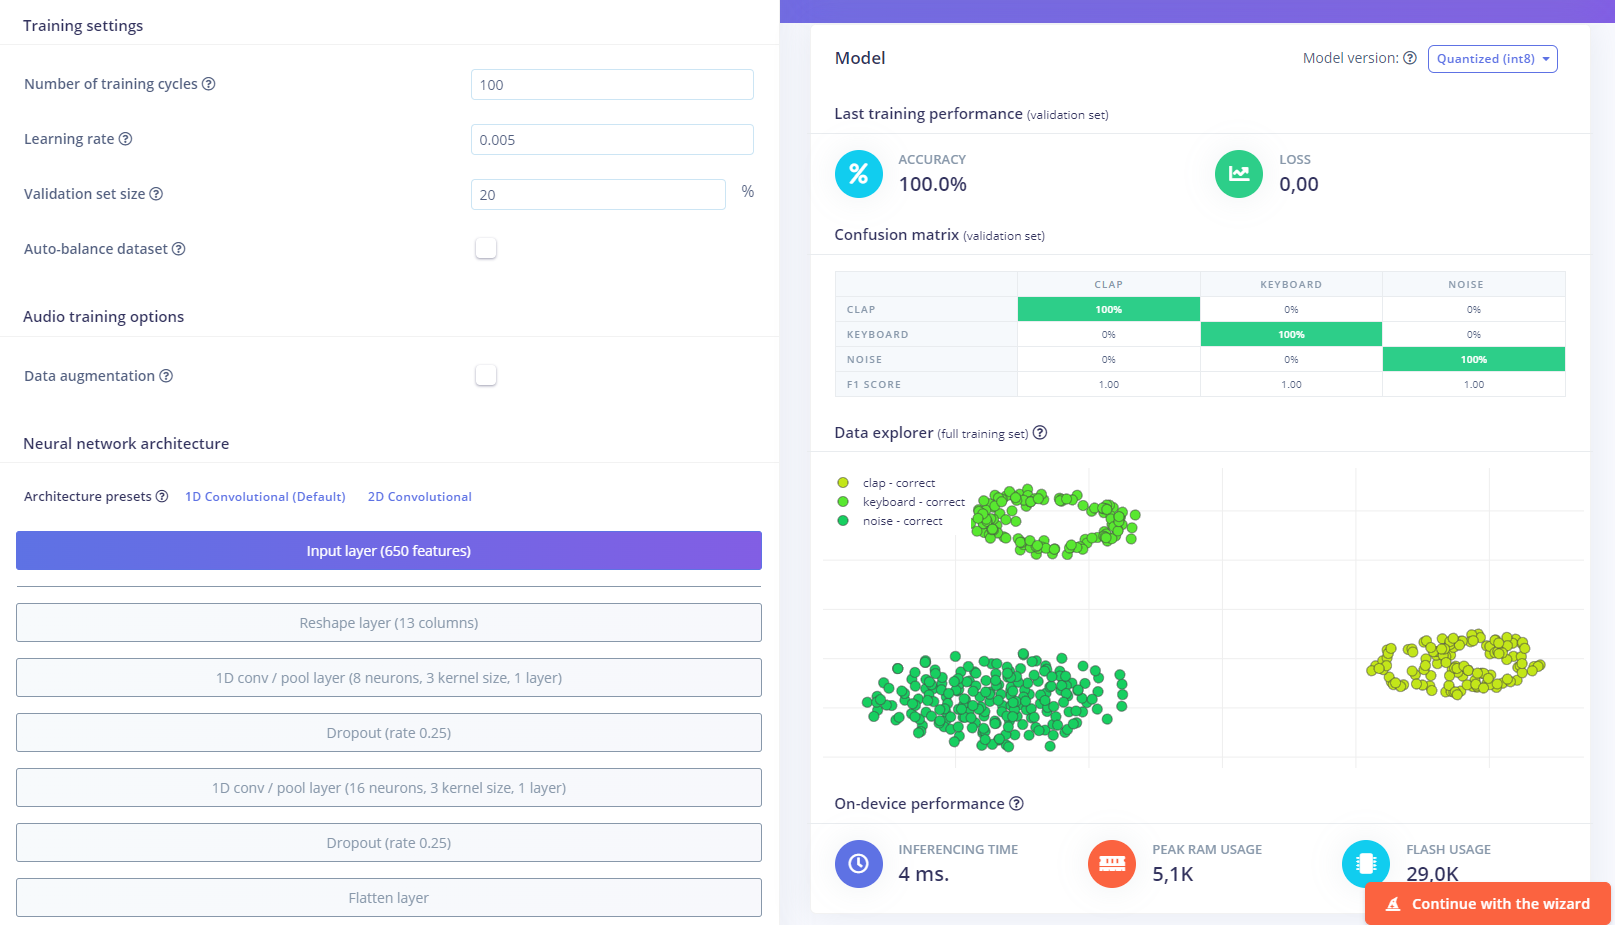 Training settings
Number of training cycles
100
Learning rate
0.005
Validation set size
20
%
Auto-balance dataset
Audio training options
Data augmentation
Neural network architecture
Architecture presets 1D Convolutional (Default) 2D Convolutional
Input layer (650 features)
Reshape layer (13 columns)
1D conv / pool layer (8 neurons, 3 kernel size, 1 layer)
Dropout (rate 0.25)
1D conv / pool layer (16 neurons, 3 kernel size, 1 layer)
Dropout (rate 0.25)
Flatten layer
Model
Model version: Quantized (int8)
Last training performance (validation set)
%
ACCURACY
100.0%
LOSS
0,00
Confusion matrix (validation set)
CLAP KEYBOARD NOISE
CLAP 100% 0% 0%
KEYBOARD 0% 100% 0%
NOISE 0% 0% 100%
F1 SCORE 1.00 1.00 1.00
Data explorer (full training set)
clap - correct
keyboard - correct
noise - correct
On-device performance
INFERENCING TIME
4 ms.
PEAK RAM USAGE
5,1K
FLASH USAGE
29,0K
Continue with the wizard